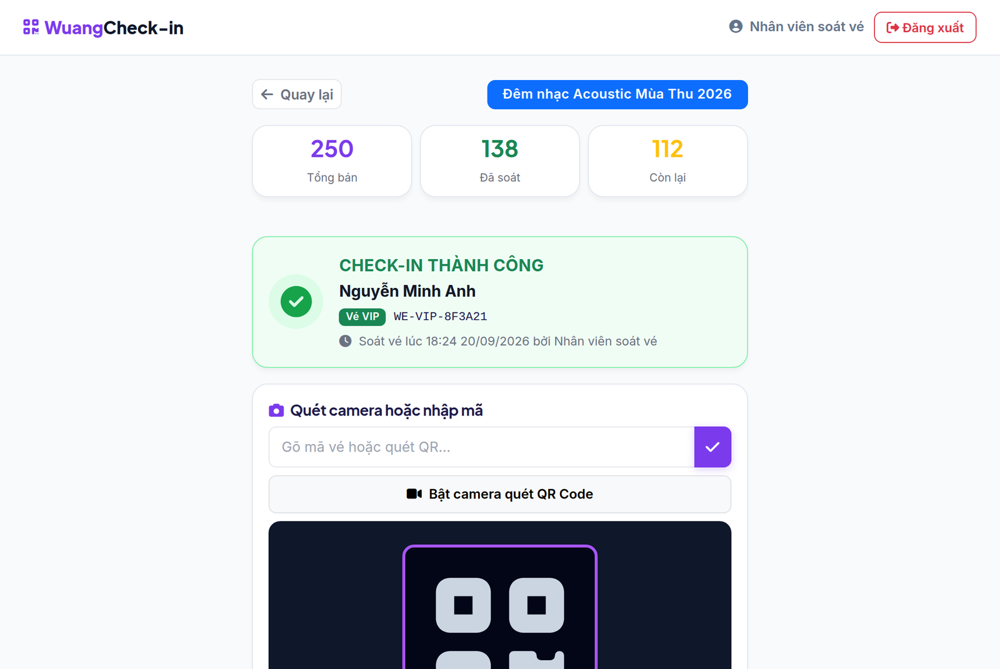 WuangCheck-in
Nhân viên soát vé
Đăng xuất
Quay lại
Đêm nhạc Acoustic Mùa Thu 2026
250
Tổng bán
138
Đã soát
112
Còn lại
CHECK-IN THÀNH CÔNG
Nguyễn Minh Anh
Vé VIP WE-VIP-8F3A21
Soát vé lúc 18:24 20/09/2026 bởi Nhân viên soát vé
Quét camera hoặc nhập mã
Gõ mã vé hoặc quét QR...
Bật camera quét QR Code